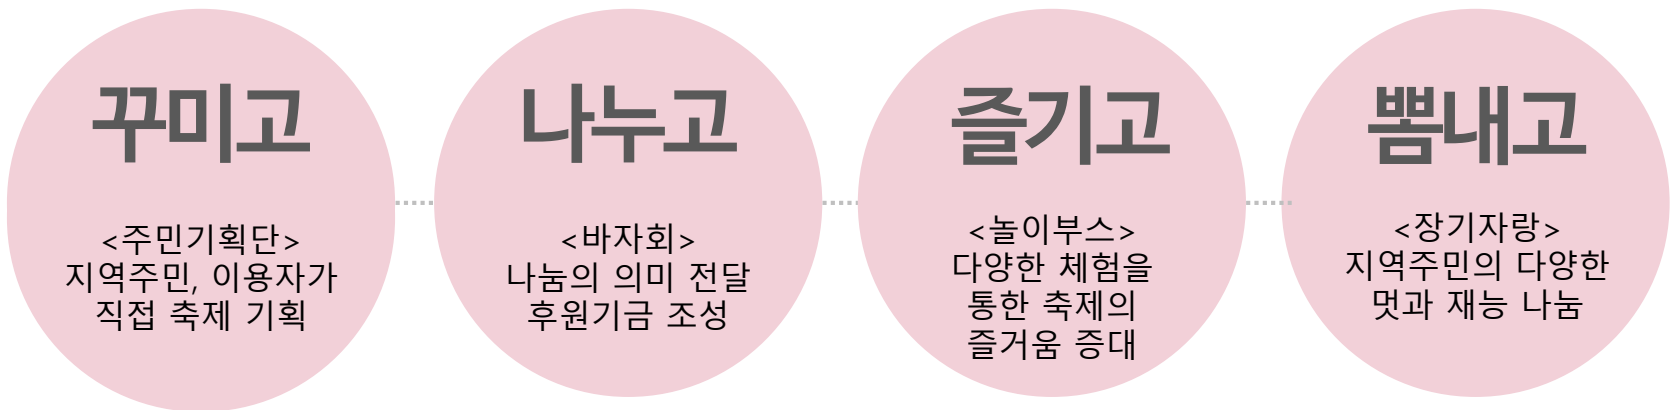 꾸미고
<주민기획단>
지역주민, 이용자가
직접 축제 기획
나누고
<바자회>
나눔의 의미 전달
후원기금 조성
즐기고
<놀이부스>
다양한 체험을
통한 축제의
즐거움 증대
뽐내고
<장기자랑>
지역주민의 다양한
멋과 재능 나눔